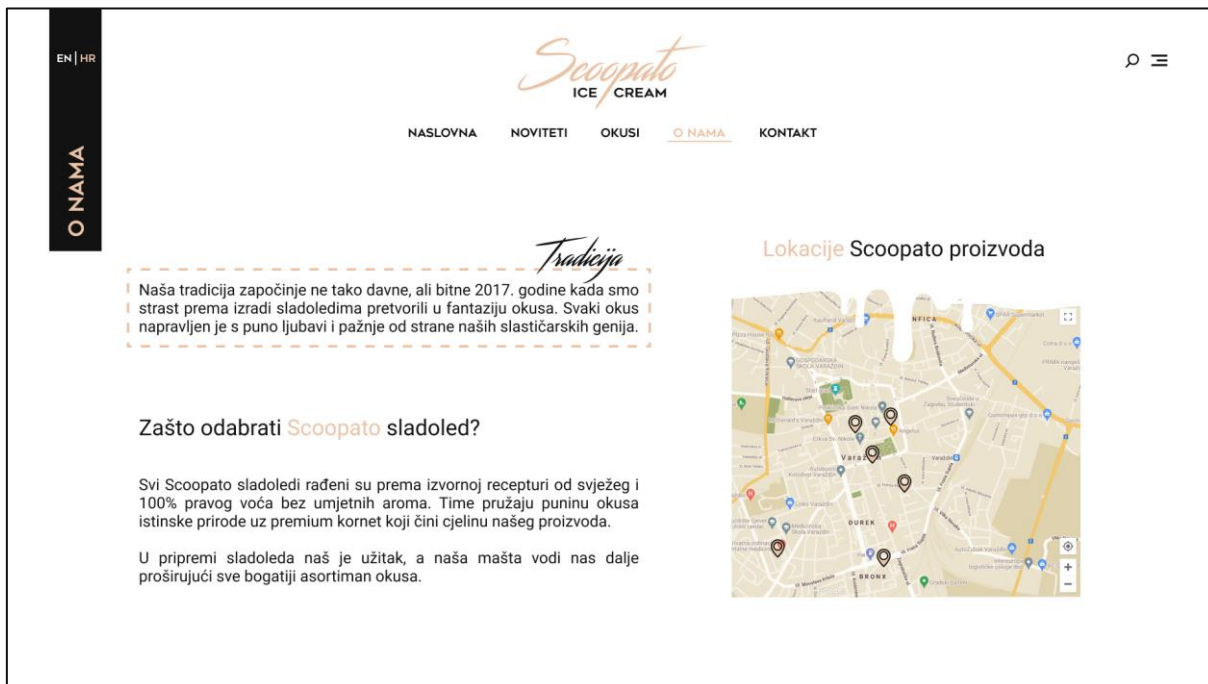 EN|HR
O NAMA
Scoopato
ICE CREAM
NASLOVNA NOVITETI OKUSI O NAMA KONTAKT
Tradicija
Naša tradicija započinje ne tako davne, ali bitne 2017. godine kada smo
strast prema izradi sladoledima pretvorili u fantaziju okusa. Svaki okus
napravljen je s puno ljubavi i pažnje od strane naših slastičarskih genija.
Zašto odabrati Scoopato sladoled?
Svi Scoopato sladoledi rađeni su prema izvornoj recepturi od svježeg i
100% pravog voća bez umjetnih aroma. Time pružaju puninu okusa
istinske prirode uz premium kornet koji čini cjelinu našeg proizvoda.
U pripremi sladoleda naš je užitak, a naša mašta vodi nas dalje
proširujući sve bogatiji asortiman okusa.
Lokacije Scoopato proizvoda
GOSPODARSKA
ŠKOLA VARAŽDIN
ĐUREK
BRONX